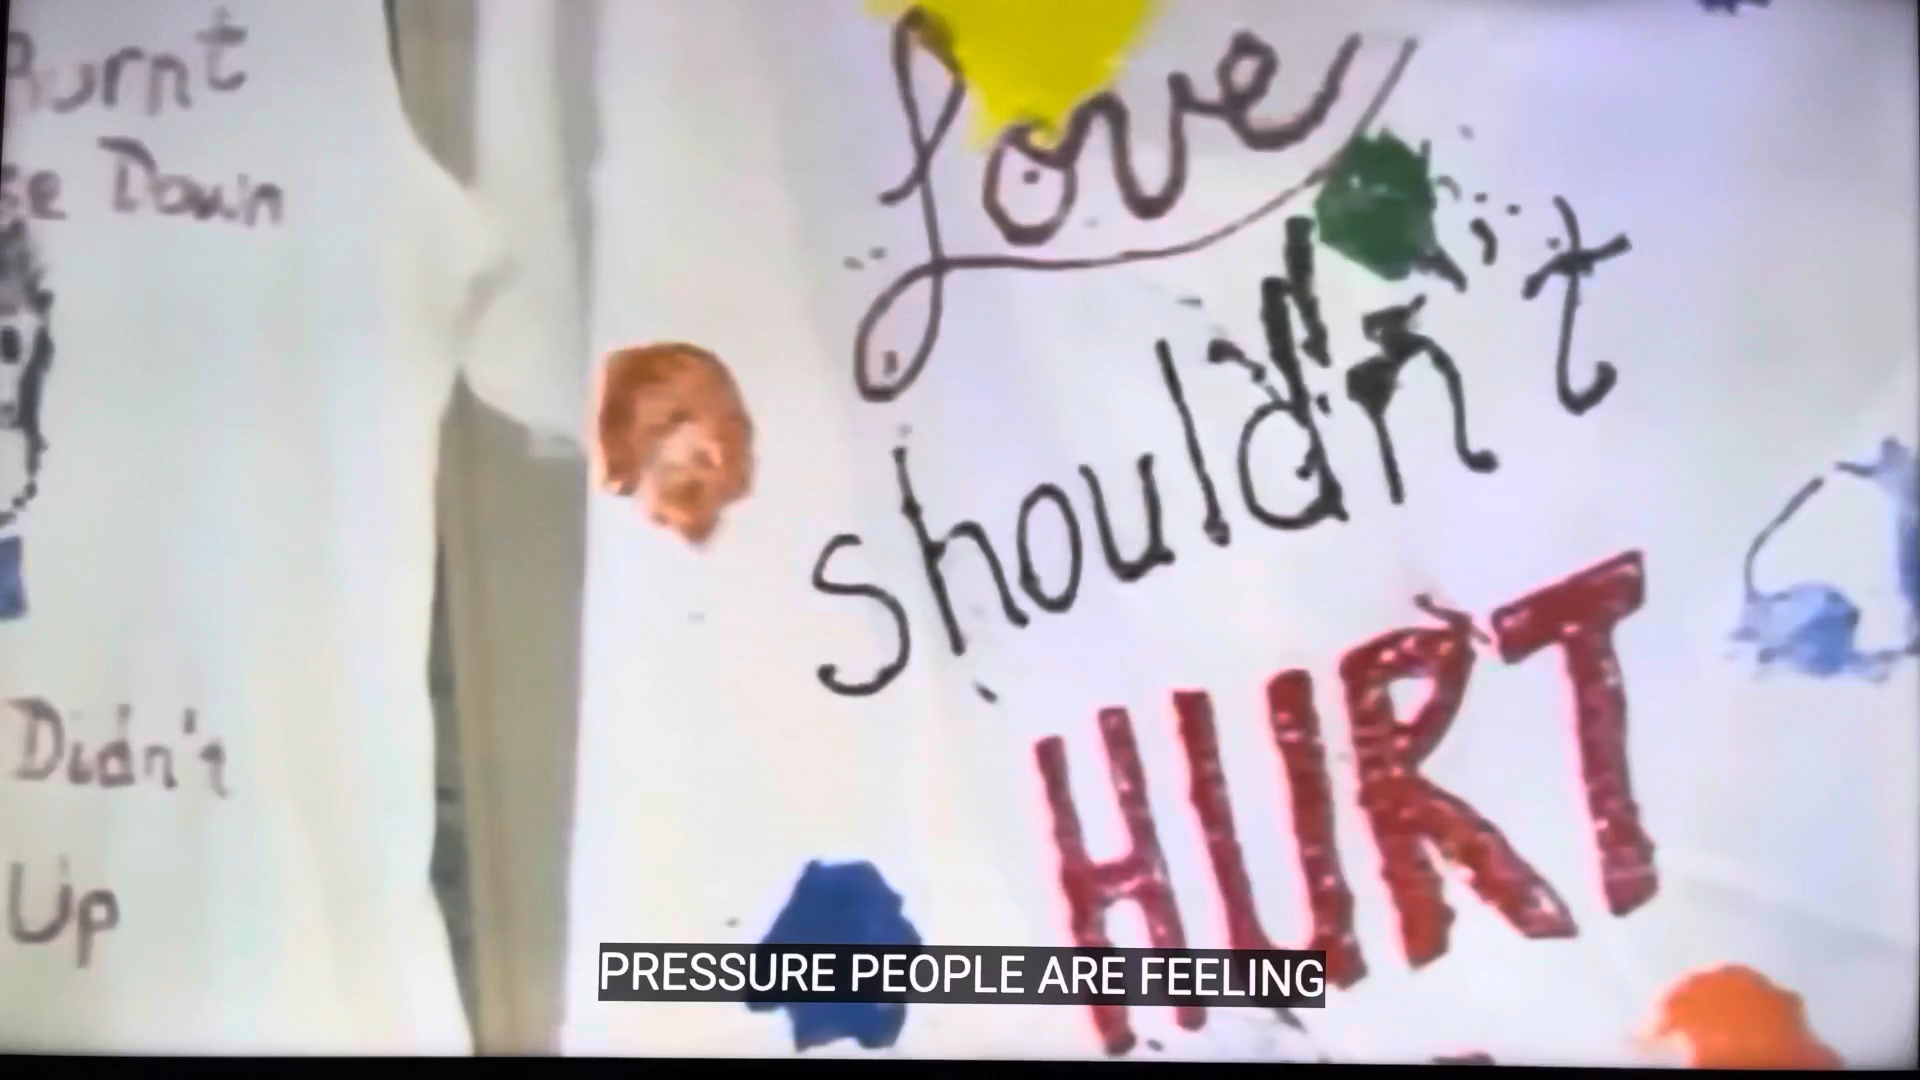 Burnt
Down
Didn't
Up
Love
shouldn't
HURT
PRESSURE PEOPLE ARE FEELING